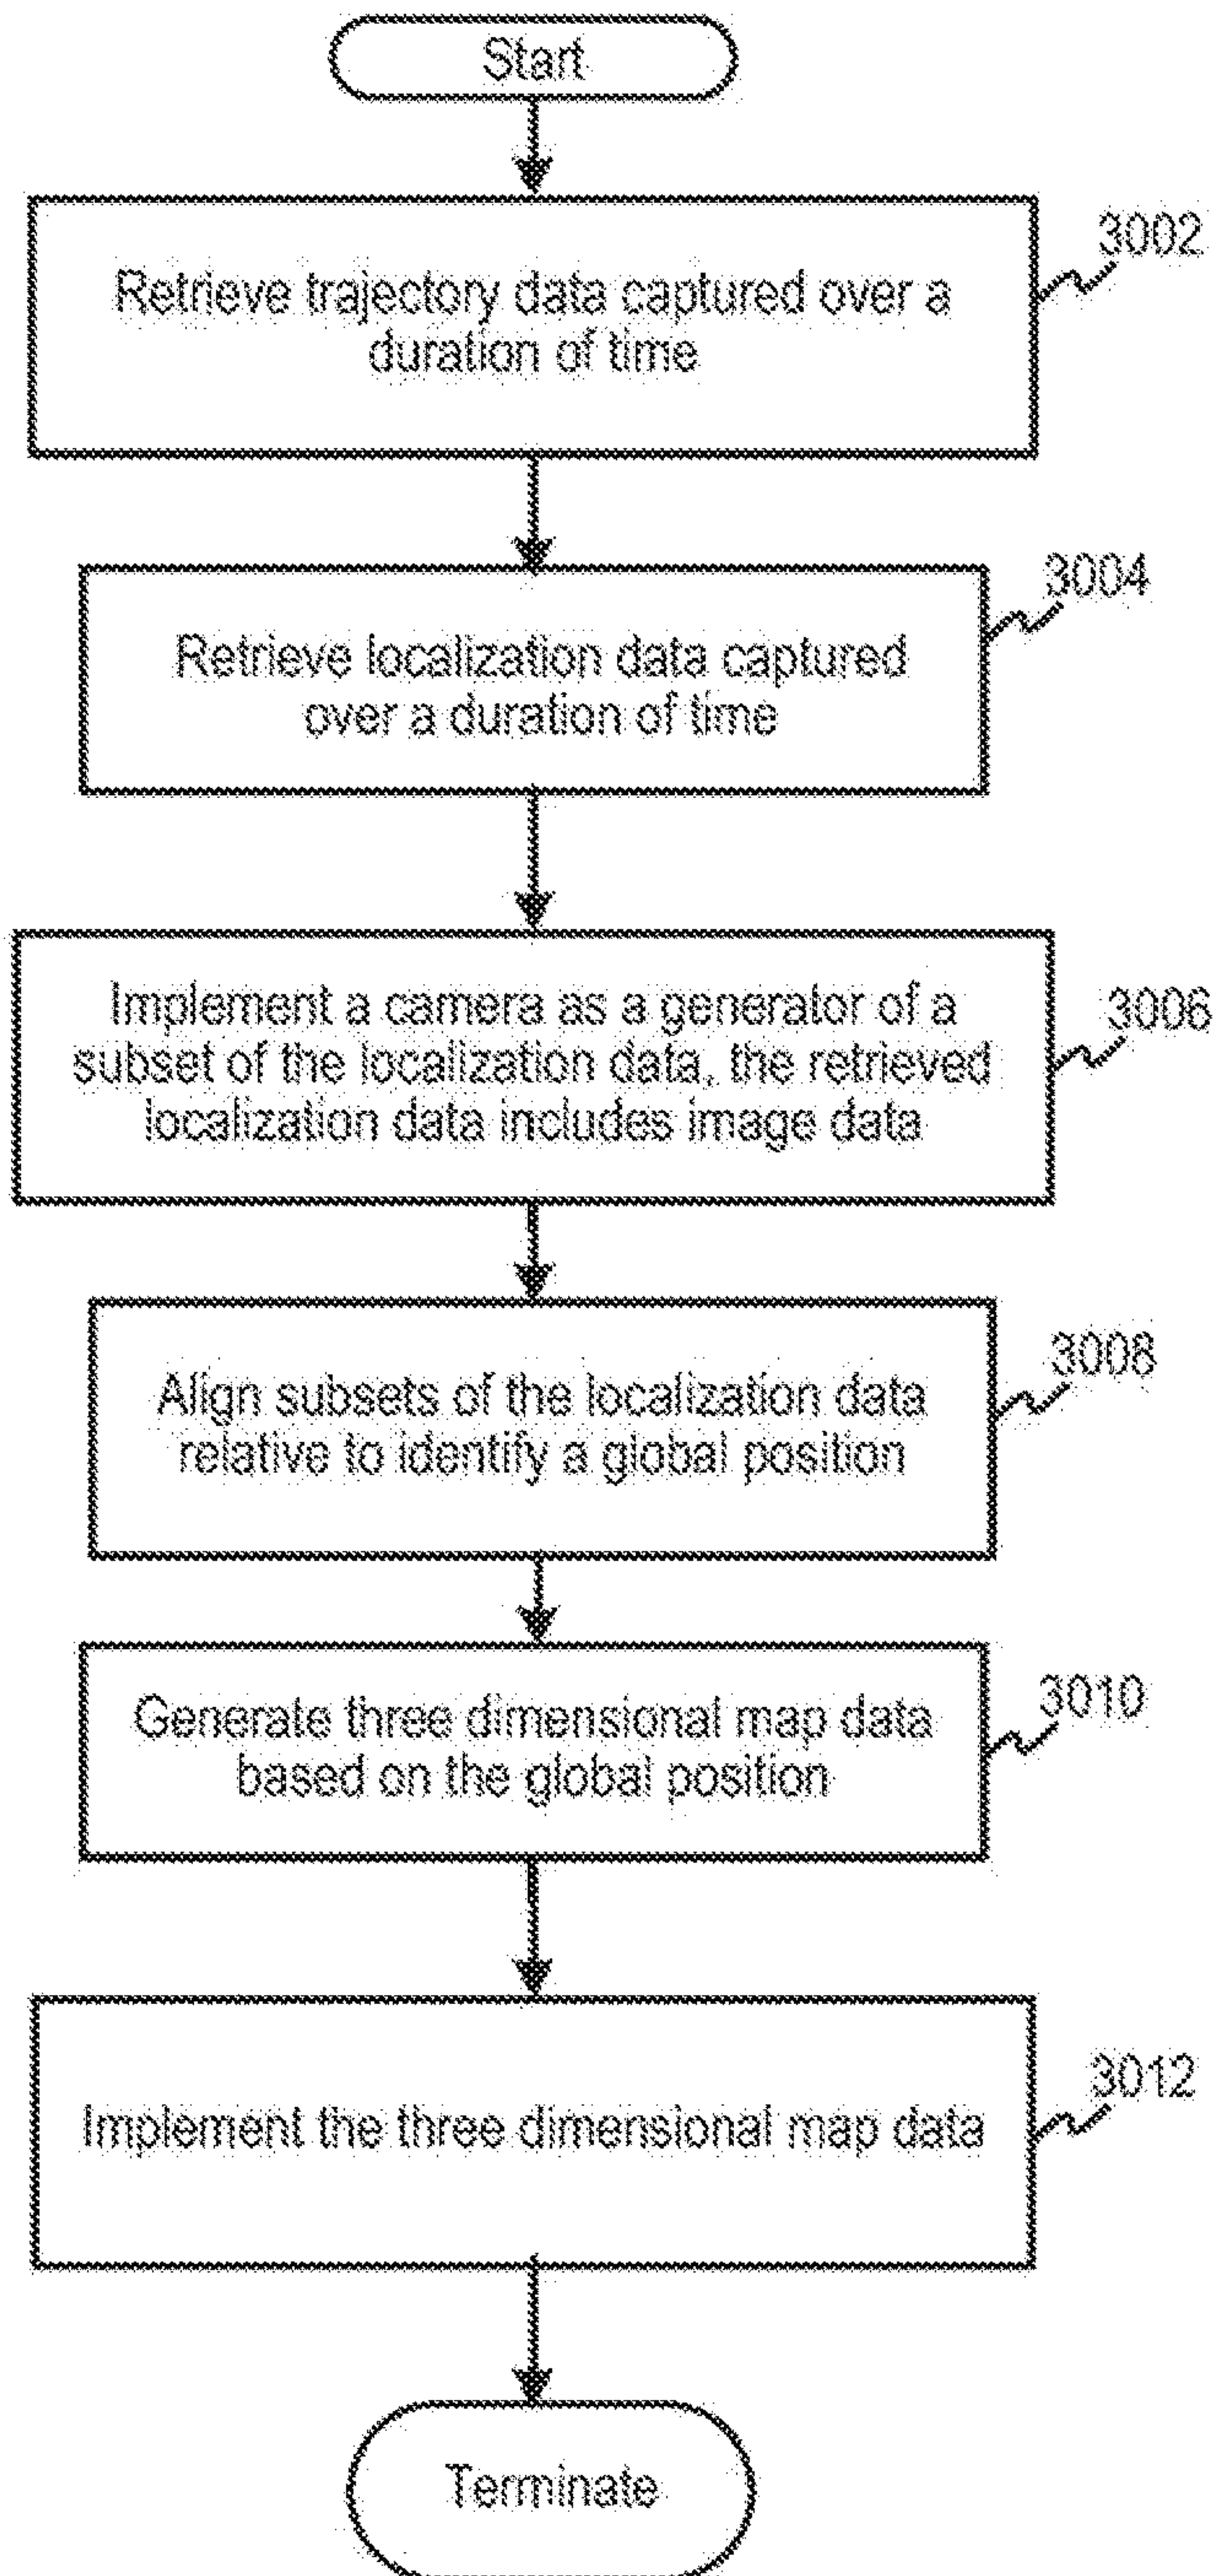 Start
3002
Retrieve trajectory data captured over a
duration of time
3004
Retrieve localization data captured
over a duration of time
3006
Implement a camera as a generator of a
subset of the localization data, the retrieved
localization data includes image data
3008
Align subsets of the localization data
relative to identify a global position
3010
Generate three dimensional map data
based on the global position
3012
Implement the three dimensional map data
Terminate